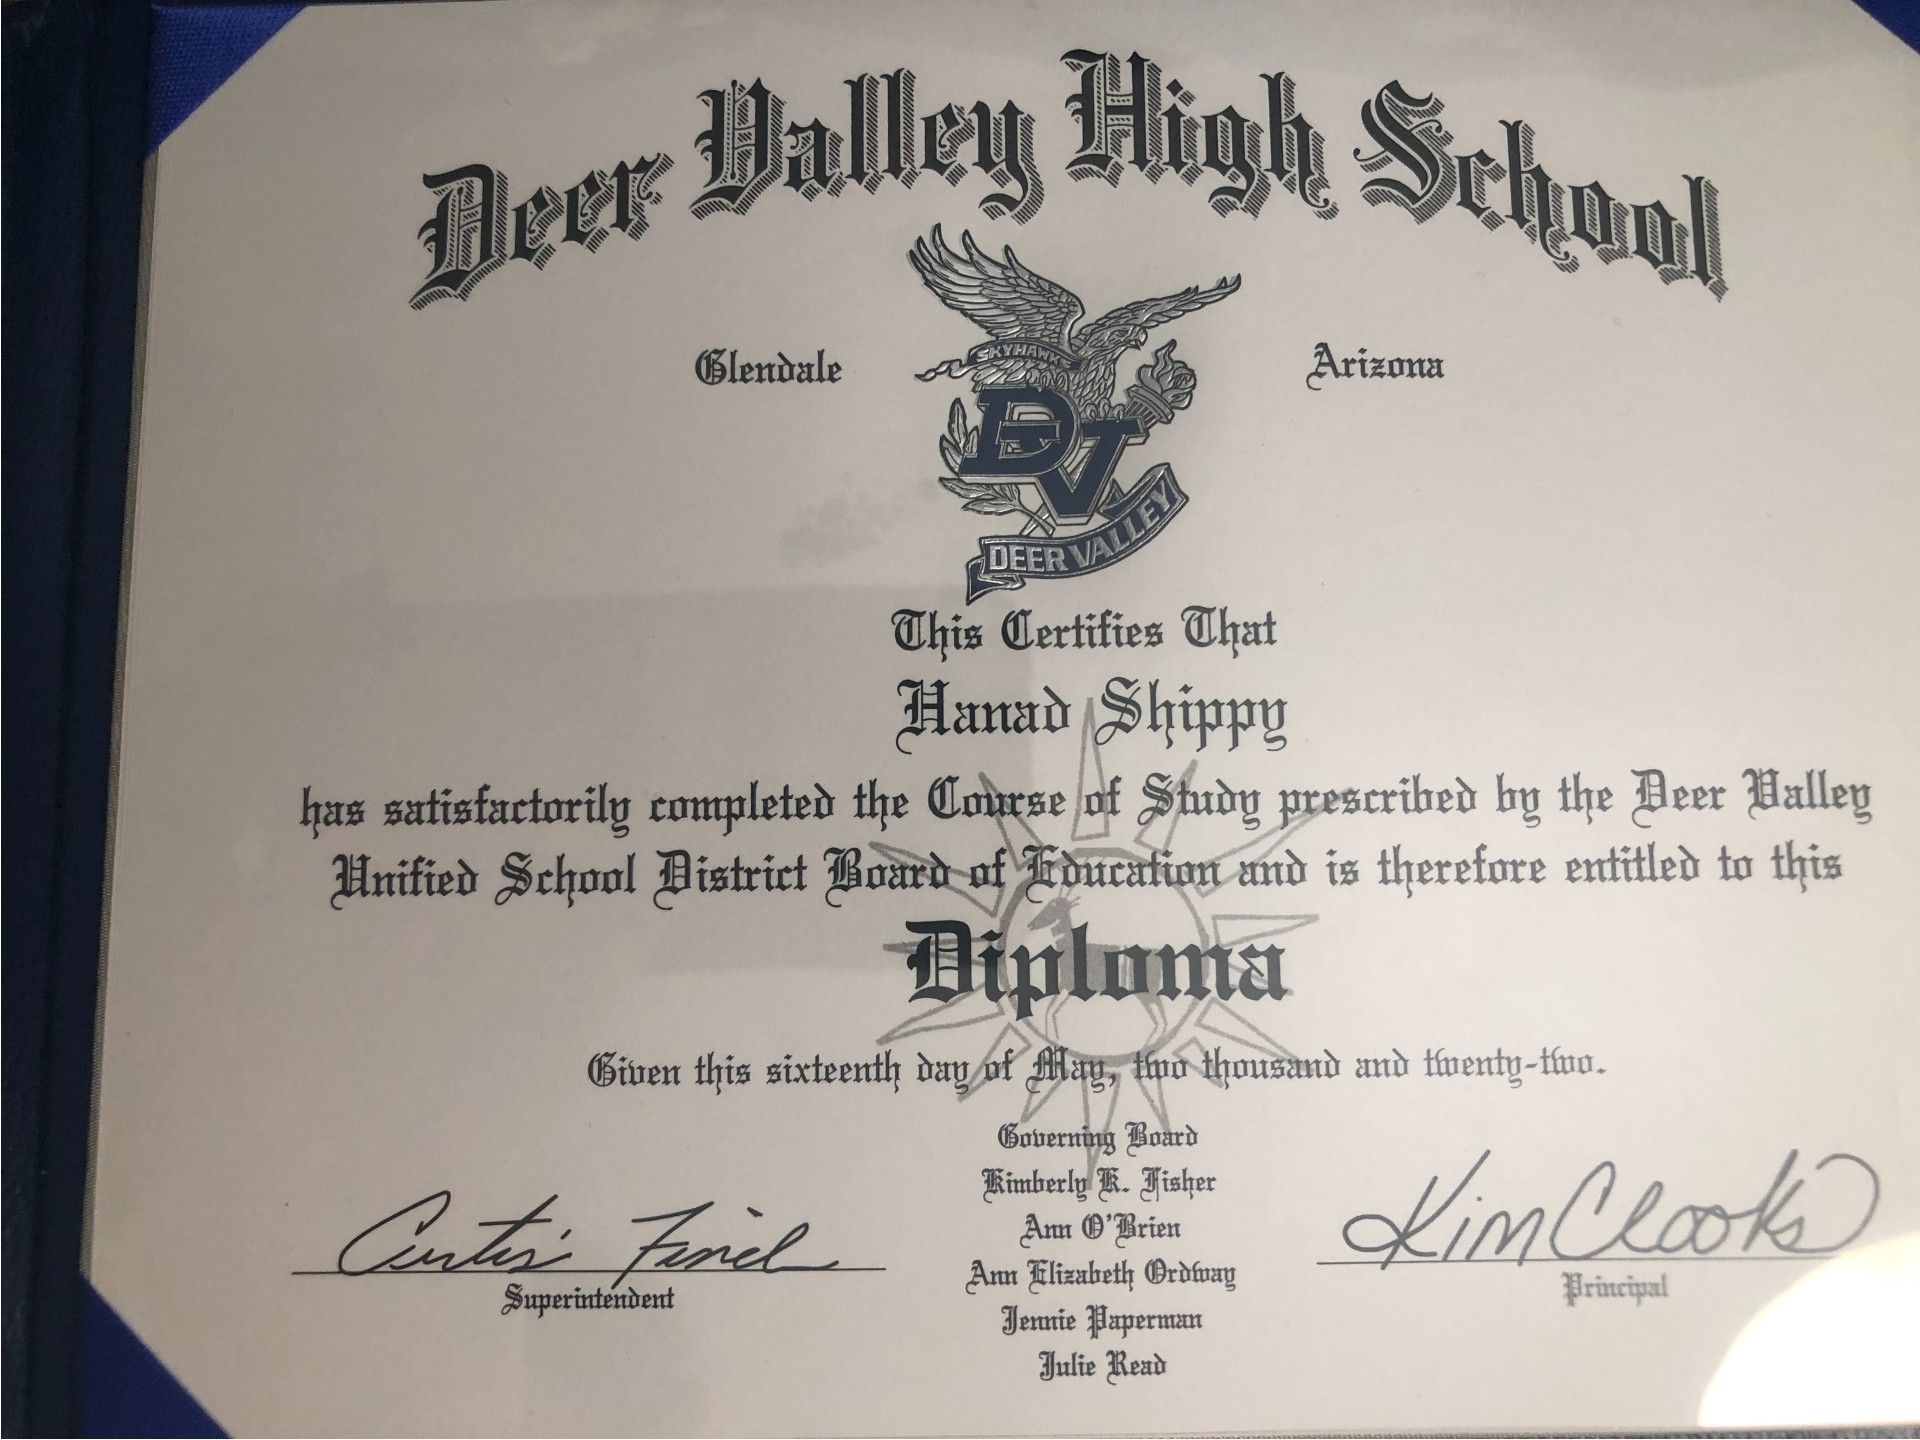 Deer Valley High School
Glendale
Arizona
SKYHAWKS
DV
DEER VALLEY
This Certifies That
Hanad Shippy
has satisfactorily completed the Course of Study prescribed by the Deer Valley
Unified School District Board of Education and is therefore entitled to this
Diploma
Given this sixteenth day of May, two thousand and twenty-two.
Governing Board
Kimberly K. Fisher
Ann O'Brien
Ann Elizabeth Ordway
Jennie Paperman
Julie Read
Curtis Finch
Superintendent
Kim Crooks
Principal